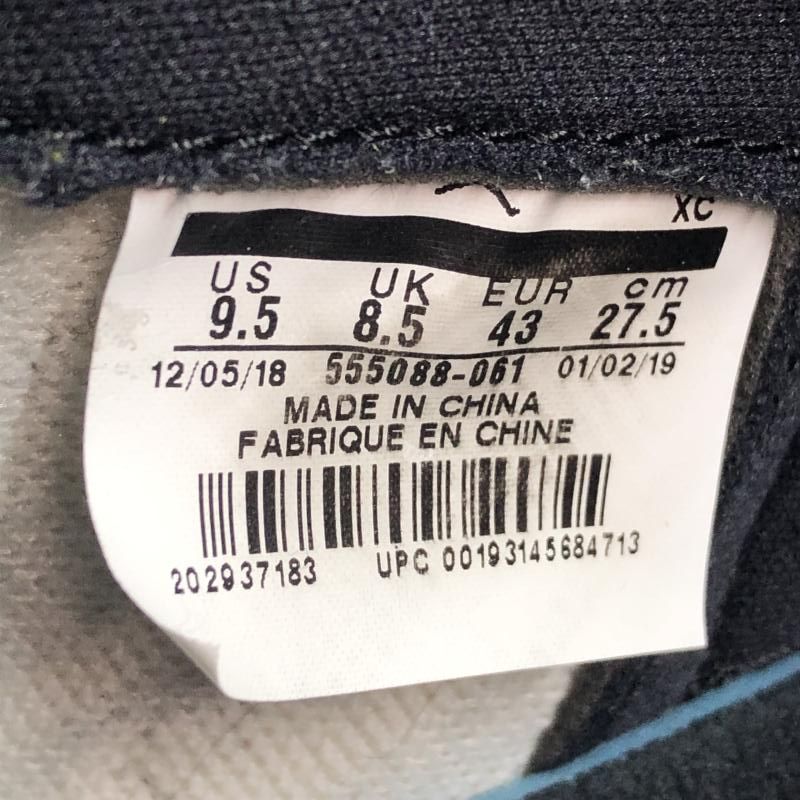 XC
US UK EUR cm
9.5 8.5 43 27.5
12/05/18 555088-061 01/02/19
MADE IN CHINA
FABRIQUE EN CHINE
202937183 UPC 00193145684713